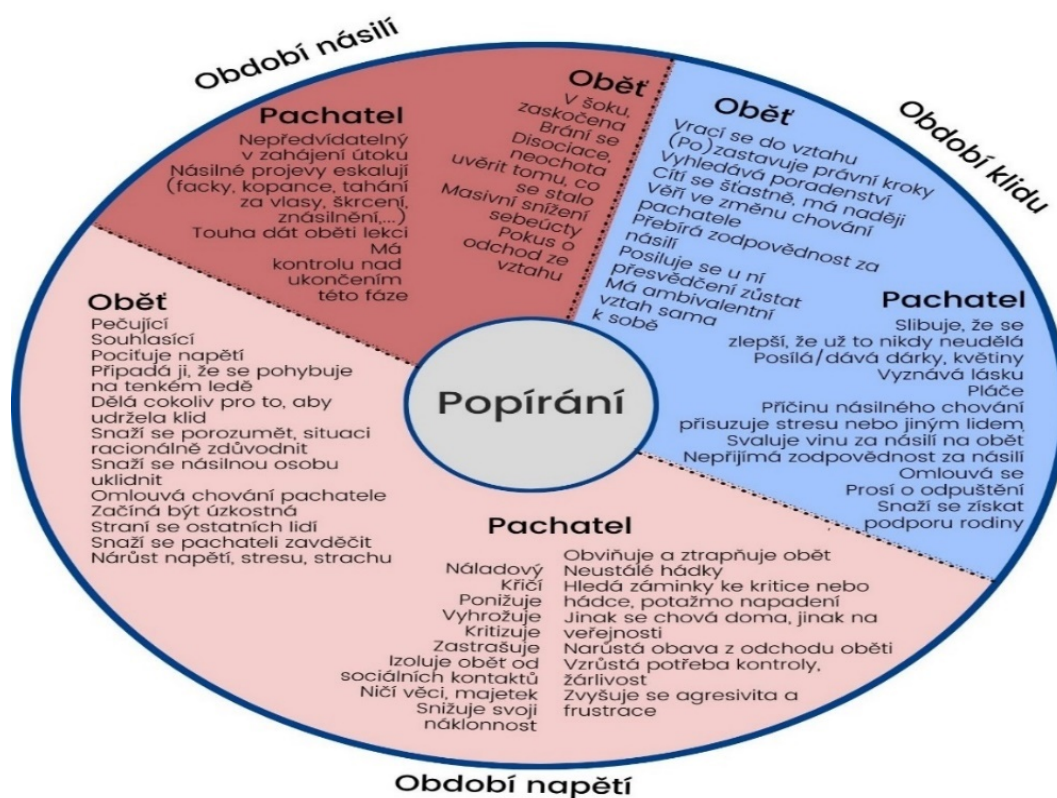 Období násilí
Pachatel
Nepředvídatelný
v zahájení útoku
Násilné projevy eskalují
(facky, kopance, tahání
za vlasy, škrcení,
znásilnění,...)
Touha dát oběti lekci
Má
kontrolu nad
ukončením
této fáze
Oběť
V šoku,
zaskočena
Brání se
Disociace,
neochota
uvěřit tomu, co
se stalo
Masivní snížení
sebeúcty
Pokus o
odchod ze
vztahu
Období klidu
Oběť
Vrací se do vztahu
(Po)zastavuje právní kroky
Vyhledává poradenství
Cítí se šťastně, má naději
Věří ve změnu chování
pachatele
Přebírá zodpovědnost za
násilí
Posiluje se u ní
přesvědčení zůstat
Má ambivalentní
vztah sama
k sobě
Pachatel
Slibuje, že se
zlepší, že už to nikdy neudělá
Posílá/dává dárky, květiny
Vyznává lásku
Pláče
Příčinu násilného chování
přisuzuje stresu nebo jiným lidem
Svaluje vinu za násilí na obět
Nepřijímá zodpovědnost za násilí
Omlouvá se
Prosí o odpuštění
Snaží se získat
podporu rodiny
Popírání
Oběť
Pečující
Souhlasící
Pociťuje napětí
Připadá ji, že se pohybuje
na tenkém ledě
Dělá cokoliv pro to, aby
udržela klid
Snaží se porozumět, situaci
racionálně zdůvodnit
Snaží se násilnou osobu
uklidnit
Omlouvá chování pachatele
Začíná být úzkostná
Straní se ostatních lidí
Snaží se pachateli zavděčit
Nárůst napětí, stresu, strachu
Pachatel
Náladový
Křičí
Ponižuje
Vyhrožuje
Kritizuje
Zastrašuje
Izoluje obět od
sociálních kontaktů
Ničí věci, majetek
Snižuje svoji
náklonnost
Obviňuje a ztrapňuje obět
Neustálé hádky
Hledá záminky ke kritice nebo
hádce, potažmo napadení
Jinak se chová doma, jinak na
veřejnosti
Narůstá obava z odchodu oběti
Vzrůstá potřeba kontroly,
žárlivost
Zvyšuje se agresivita a
frustrace
Období napětí